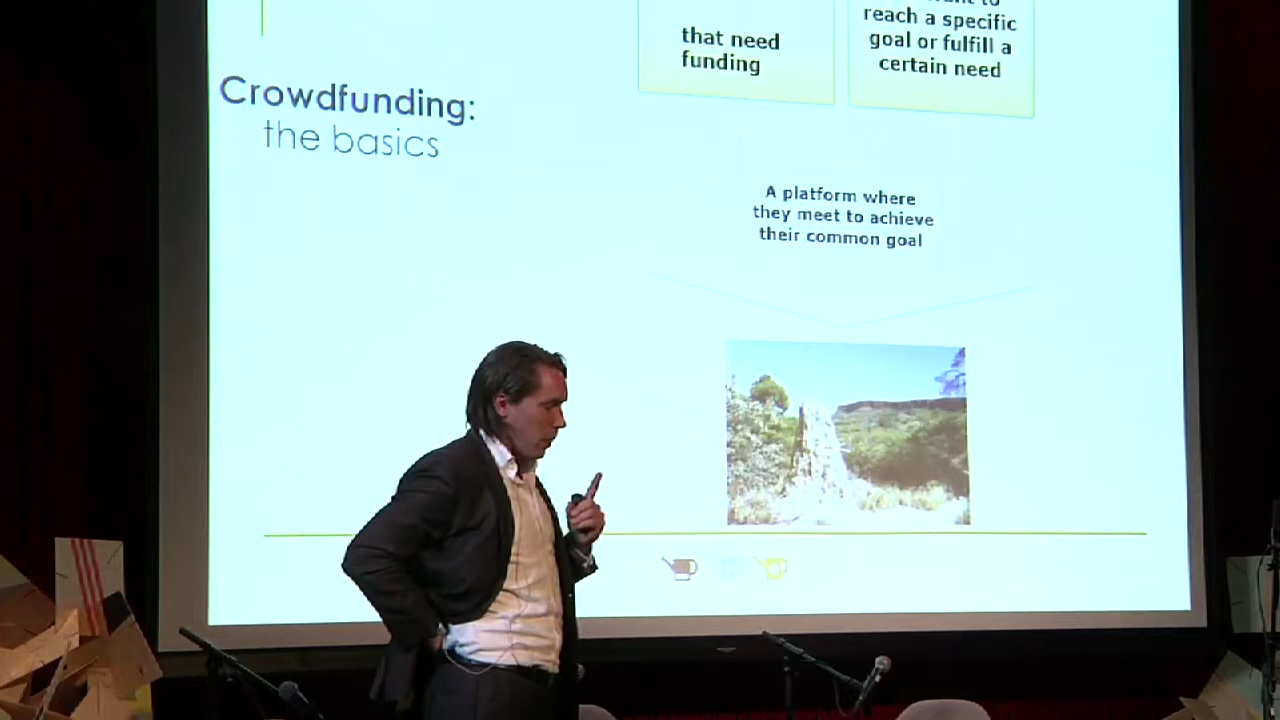 that need
funding
reach a specific
goal or fulfill a
certain need
Crowdfunding:
the basics
A platform where
they meet to achieve
their common goal